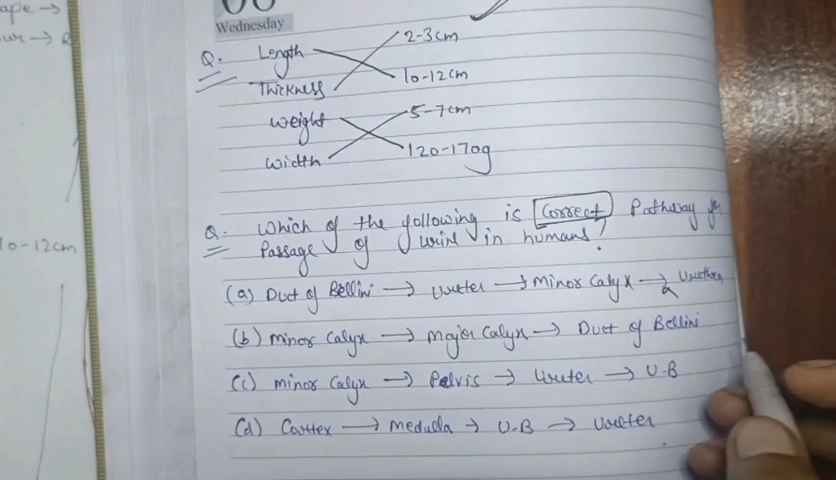 ape →
Wednesday
Q. Length 2-3cm
Thickness 10-12cm
Weight 5-7cm
Width 120-170g
10-12cm
Q. Which of the following is Correct Pathway for
Passage of urine in humans?
(a) Duct of Bellini → Ureter → Minor Calyx → Urethra
(b) Minor Calyx → Major Calyx → Duct of Bellini
(c) Minor Calyx → Pelvis → Ureter → U.B
(d) Cortex → Medulla → U.B → Ureter